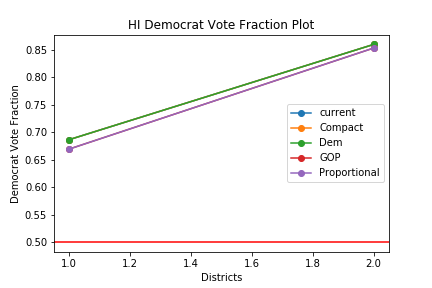 HI Democrat Vote Fraction Plot
0.85
0.80
0.75
0.70
0.65
0.60
0.55
0.50
Democrat Vote Fraction
current
Compact
Dem
GOP
Proportional
1.0 1.2 1.4 1.6 1.8 2.0
Districts